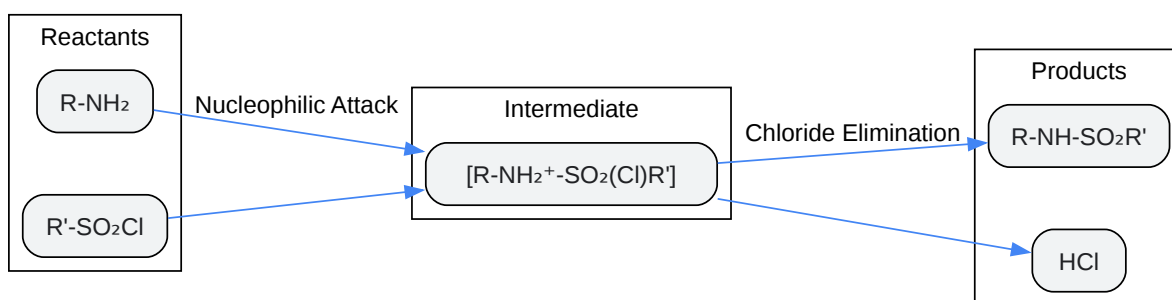 Reactants
R-NH₂
R'-SO₂Cl
Nucleophilic Attack
Intermediate
[R-NH₂⁺-SO₂(Cl)R']
Chloride Elimination
Products
R-NH-SO₂R'
HCl